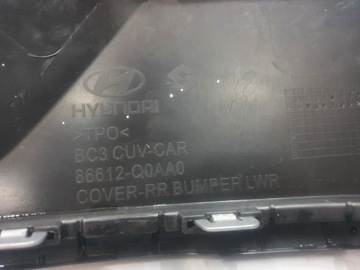 HYUNDAI
>TPO<
BC3 CUV-CAR
86612-Q0AA0
COVER-RR BUMPER LWR